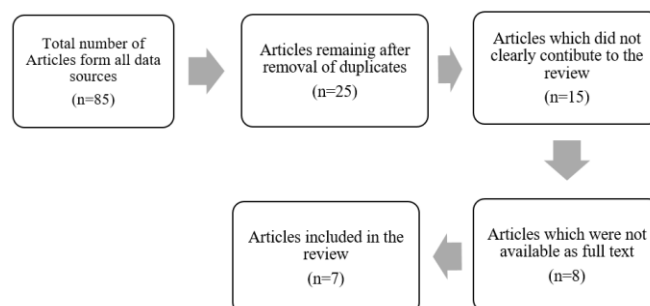 Total number of
Articles form all data
sources
(n=85)
Articles remainig after
removal of duplicates
(n=25)
Articles which did not
clearly contibute to the
review
(n=15)
Articles which were not
available as full text
(n=8)
Articles included in the
review
(n=7)